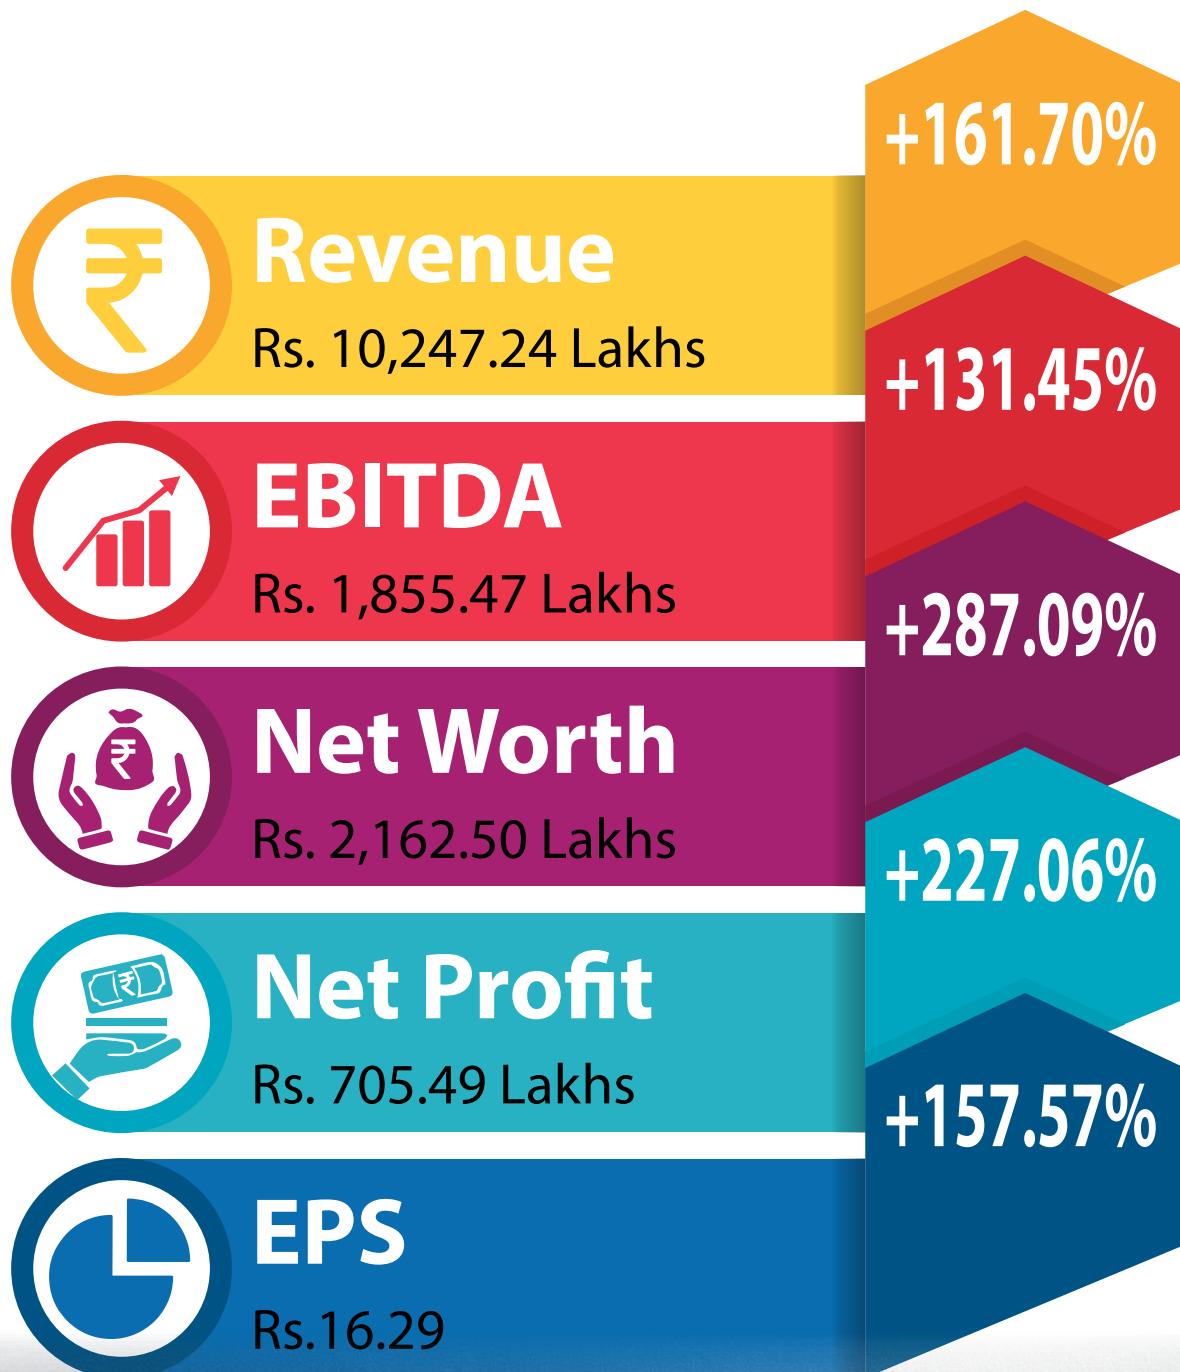 +161.70%
Revenue
Rs. 10,247.24 Lakhs
+131.45%
EBITDA
Rs. 1,855.47 Lakhs
+287.09%
Net Worth
Rs. 2,162.50 Lakhs
+227.06%
Net Profit
Rs. 705.49 Lakhs
+157.57%
EPS
Rs.16.29